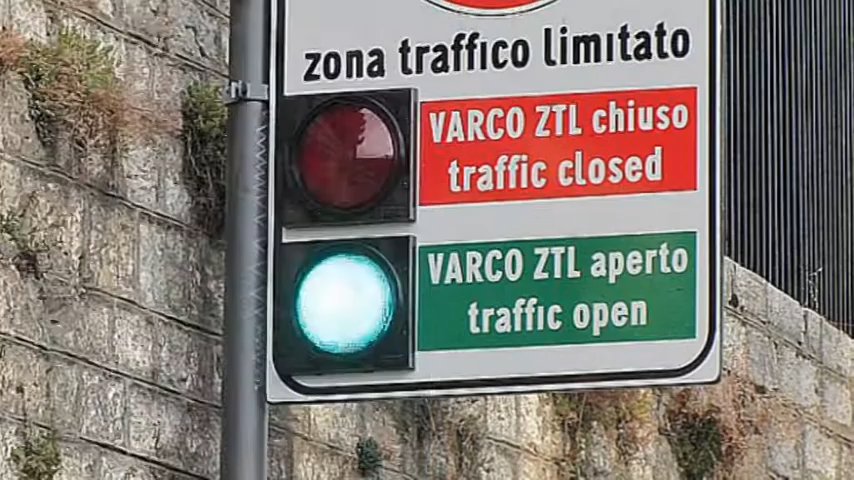 zona traffico limitato
VARCO ZTL chiuso
traffic closed
VARCO ZTL aperto
traffic open